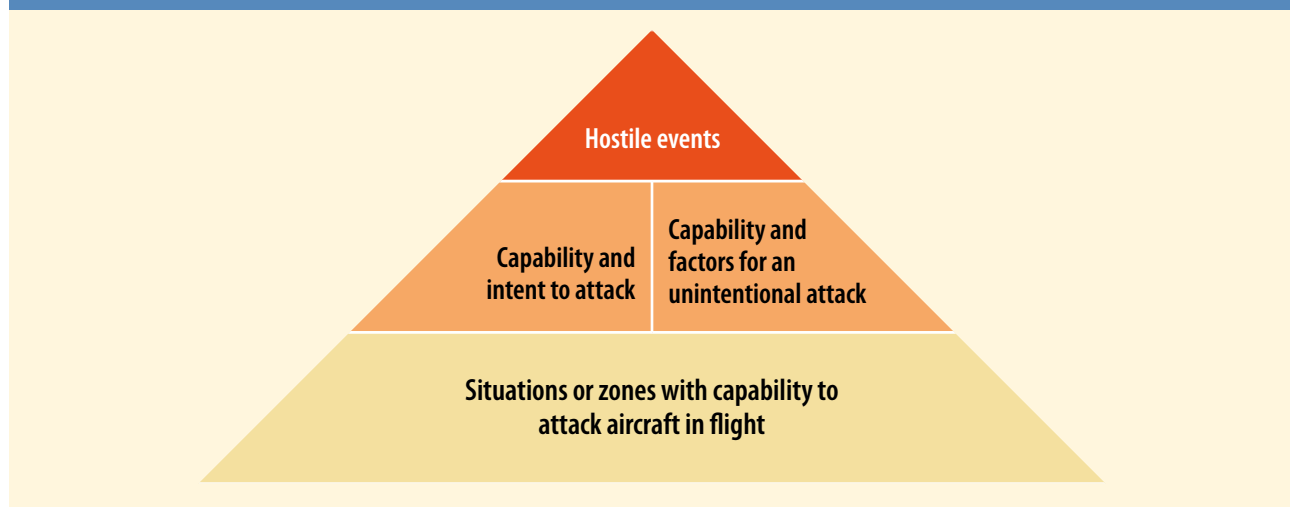 Hostile events
Capability and
intent to attack
Capability and
factors for an
unintentional attack
Situations or zones with capability to
attack aircraft in flight